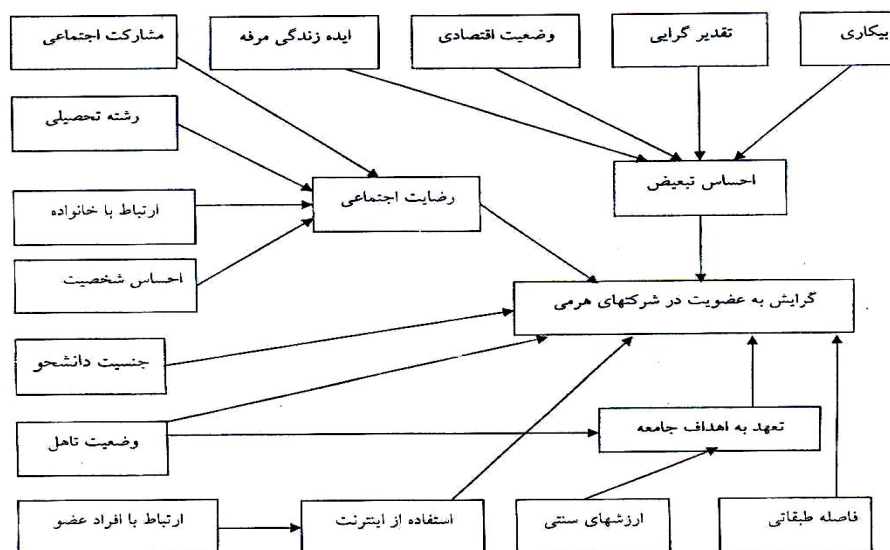 بیکاری
تقدیر گرایی
وضعیت اقتصادی
ایده زندگی مرفه
مشارکت اجتماعی
رشته تحصیلی
احساس تبعیض
رضایت اجتماعی
ارتباط با خانواده
احساس شخصیت
گرایش به عضویت در شرکتهای هرمی
جنسیت دانشحو
تعهد به اهداف جامعه
وضعیت تاهل
فاصله طبقاتی
ارزشهای سنتی
استفاده از اینترنت
ارتباط با افراد عضو